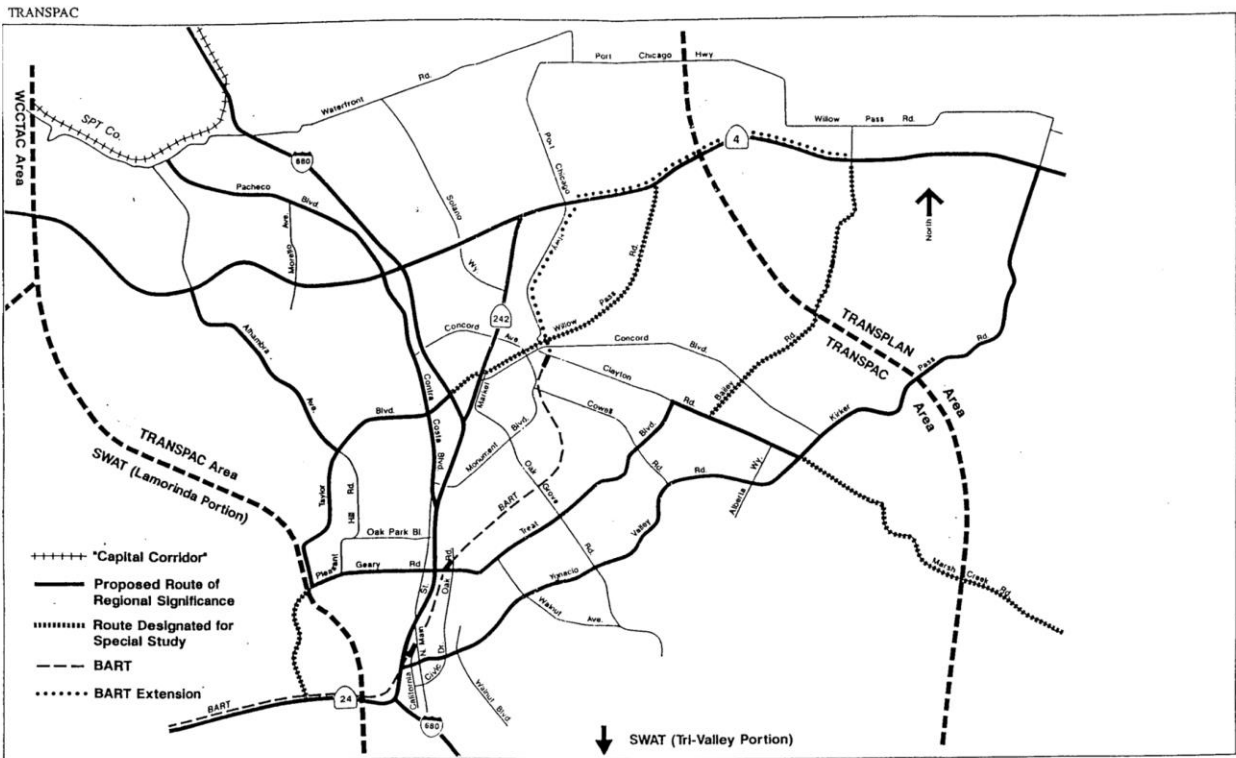 TRANSPAC
Port Chicago Hwy
Waterfront Rd.
WCCTAC Area
SPT Co.
Willow Pass Rd.
4
680
Port Chicago Hwy.
Pacheco Blvd.
Solano Wy.
Ave.
North
Rd.
242
Willow Pass
Concord Ave.
Concord Blvd.
TRANSPLAN Area
TRANSPAC Area
Bailey Rd.
Pass Rd
Kirker
Alhambra Ave.
Contra Costa Blvd.
Market
Clayton Rd.
Blvd.
Cowell Rd.
Blvd.
Monument Blvd.
Rd.
TRANSPAC Area
SWAT (Lamorinda Portion)
Taylor
Hill Rd.
Oak Grove Rd.
BART
Alberta Wy.
Oak Park Bl.
Treat
Valley
Pleasant
Geary Rd
Oak Rd.
Ygnacio
Marsh Creek Rd.
"Capital Corridor"
Proposed Route of
Regional Significance
Route Designated for
Special Study
BART
BART Extension
Walnut Ave.
N. Main St.
California
Civic Dr.
Walnut Blvd
BART
24
680
SWAT (Tri-Valley Portion)